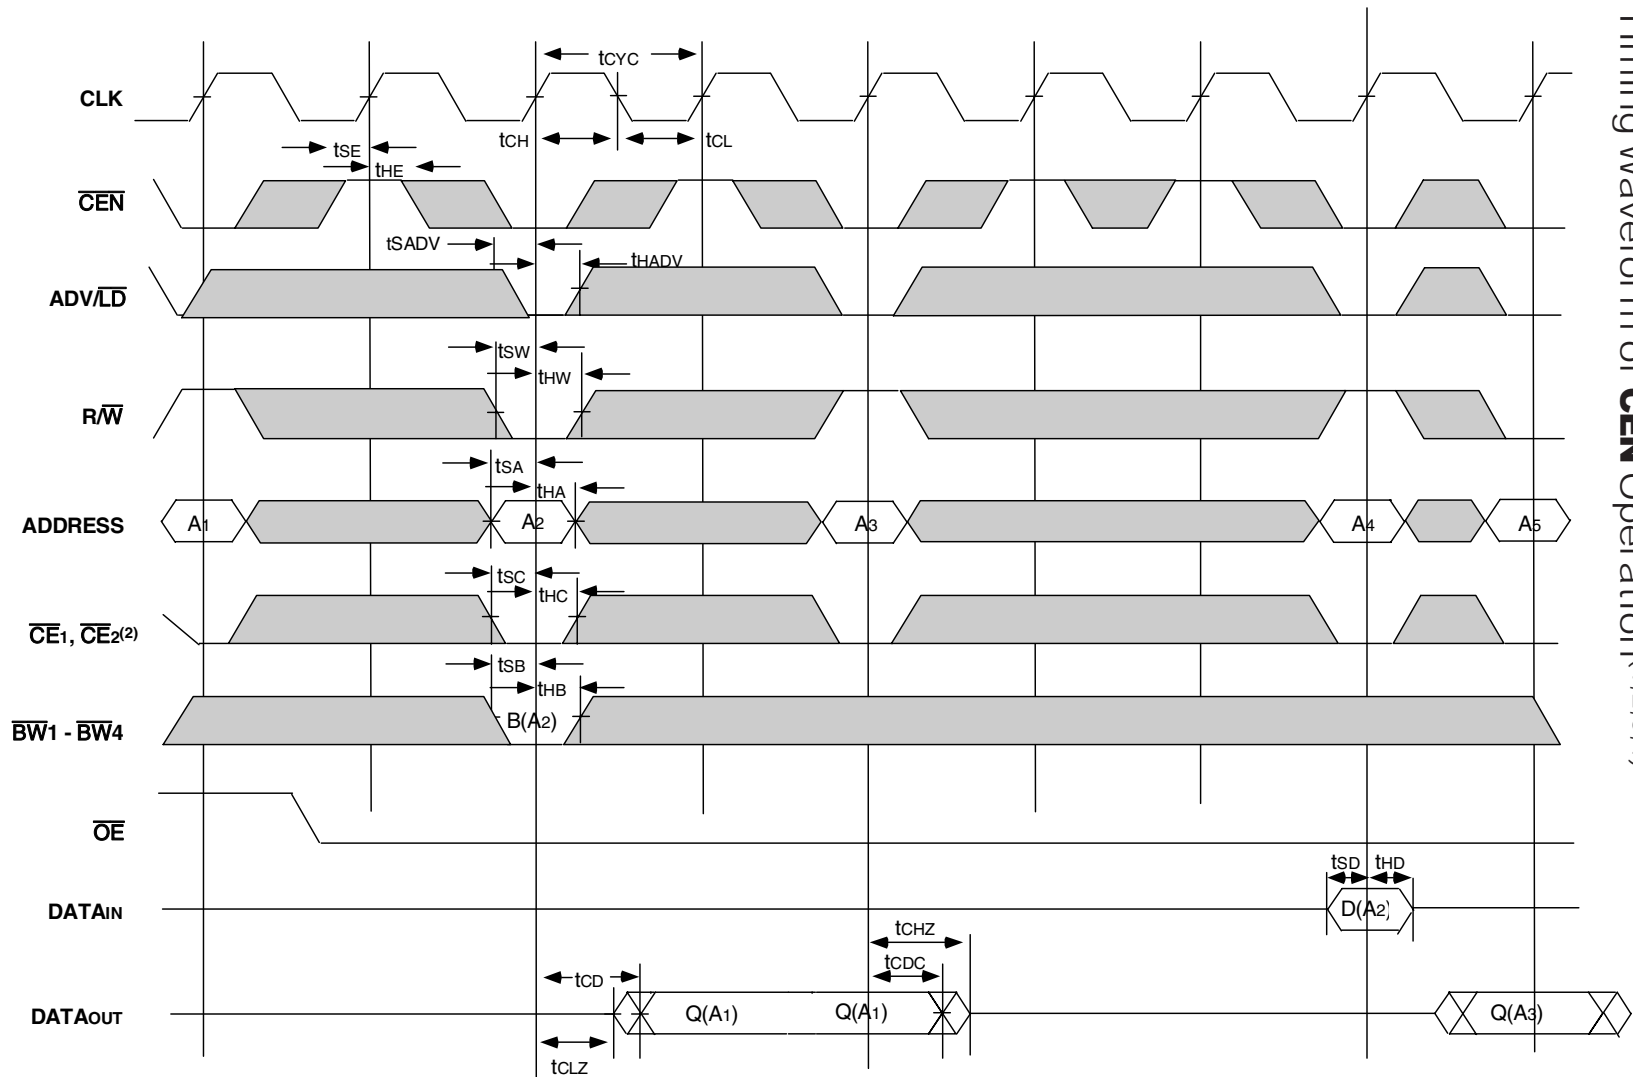 tCYC
CLK
tCH
tCL
tSE
tHE
CEN
tSADV
tHADV
ADV/LD
tSW
tHW
R/W
tSA
tHA
ADDRESS
A1
A2
A3
A4
A5
tSC
tHC
CE1, CE2(2)
tSB
tHB
BW1 - BW4
B(A2)
OE
tSD
tHD
DATAIN
D(A2)
tCHZ
tCDC
tCD
DATAOUT
Q(A1)
Q(A1)
Q(A3)
tCLZ
Timing Waveform of CEN Operation